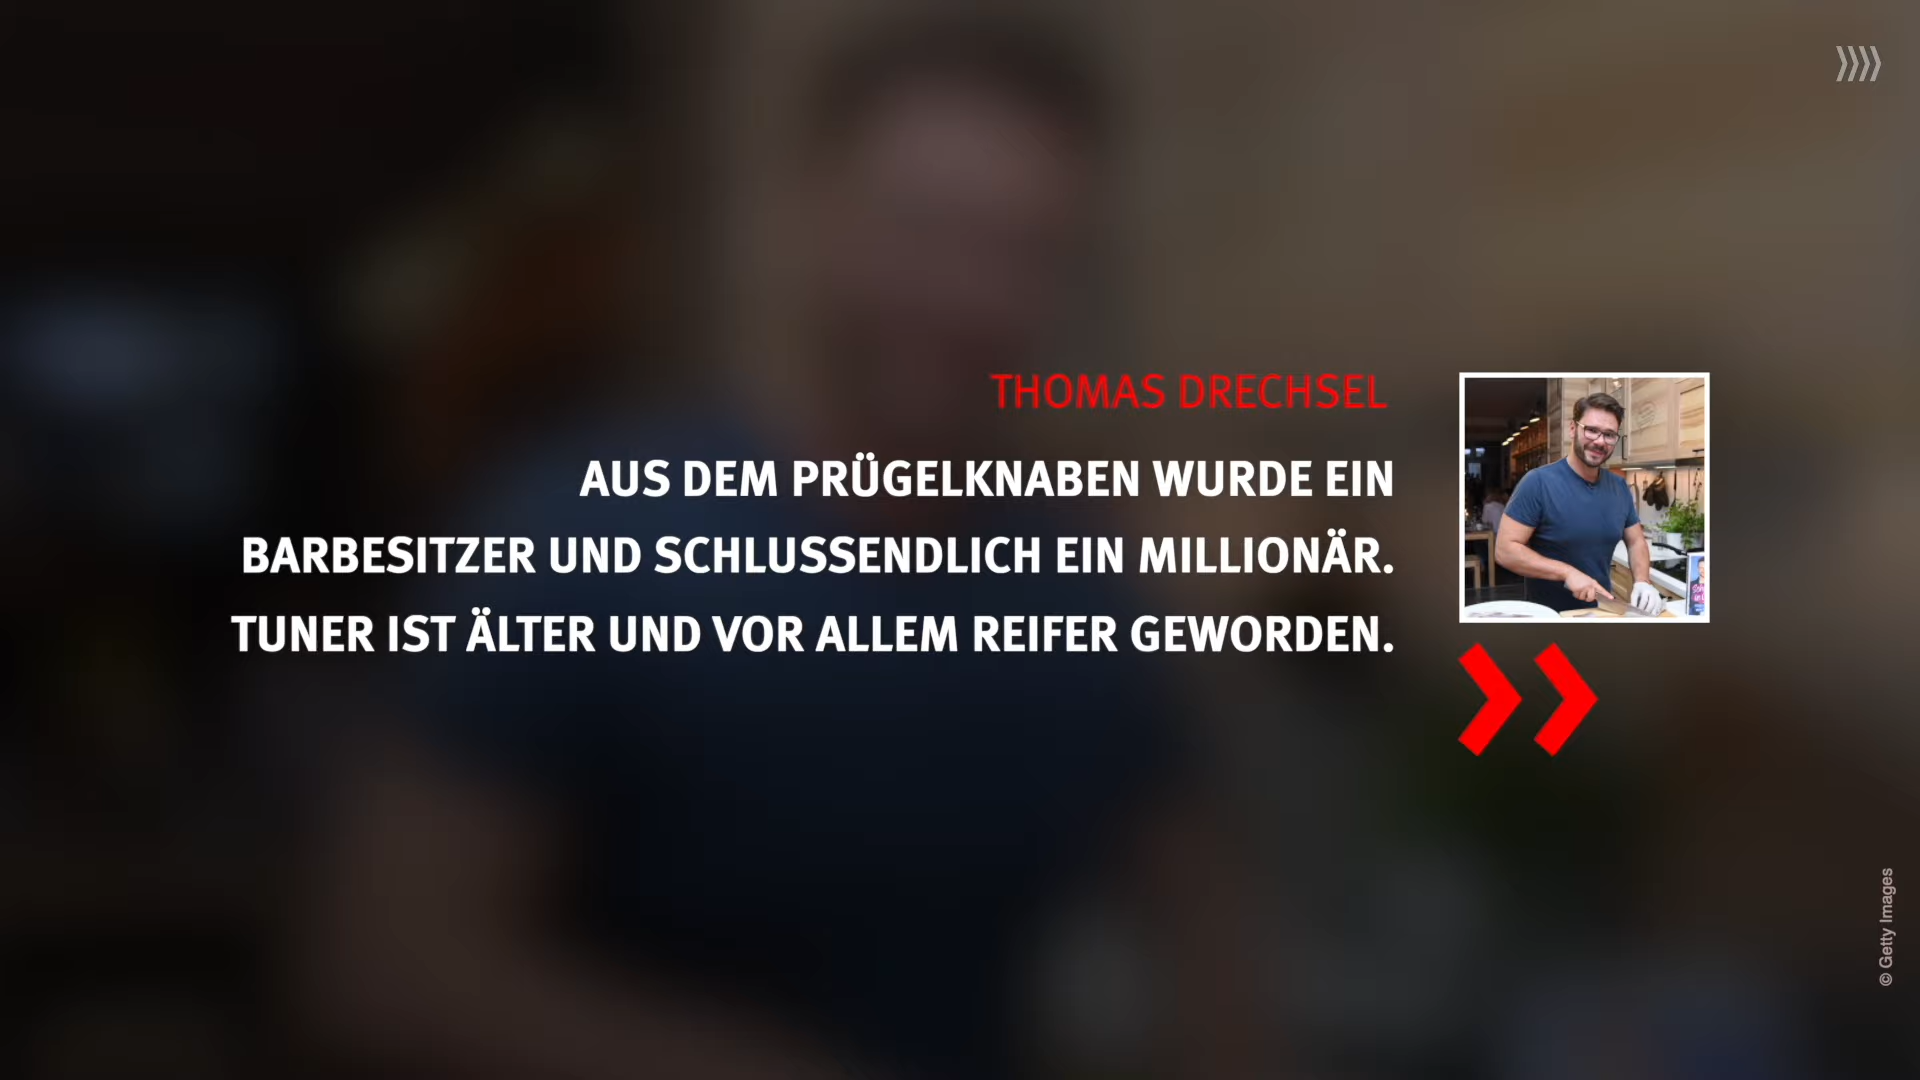 THOMAS DRECHSEL
AUS DEM PRÜGELKNABEN WURDE EIN
BARBESITZER UND SCHLUSSENDLICH EIN MILLIONÄR.
TUNER IST ÄLTER UND VOR ALLEM REIFER GEWORDEN.
© Getty Images